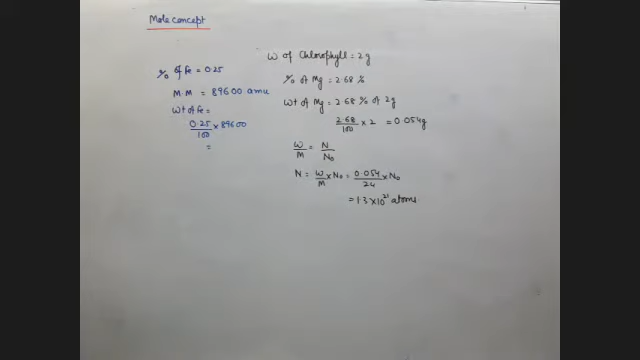 Mole concept
% of Fe = 0.25
M.M = 89600 amu
Wt of Fe =
0.25/100 × 89600
=
W of Chlorophyll = 2g
% of Mg = 2.68 %
Wt of Mg = 2.68 % of 2g
2.68/100 × 2 = 0.054g
W/M = N/N₀
N = W/M × N₀ = 0.054/24 × N₀
= 1.3 × 10²¹ atoms